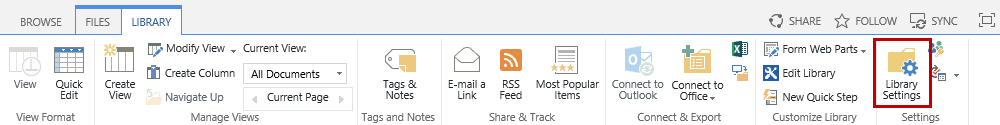 BROWSE FILES LIBRARY SHARE FOLLOW SYNC
View
Quick
Edit
View Format
Create
View
Modify View
Create Column
Navigate Up
Current View:
All Documents
Current Page
Manage Views
Tags &
Notes
Tags and Notes
E-mail a
Link
RSS
Feed
Most Popular
Items
Share & Track
Connect to
Outlook
Connect to
Office
Connect & Export
Form Web Parts
Edit Library
New Quick Step
Customize Library
Library
Settings
Settings